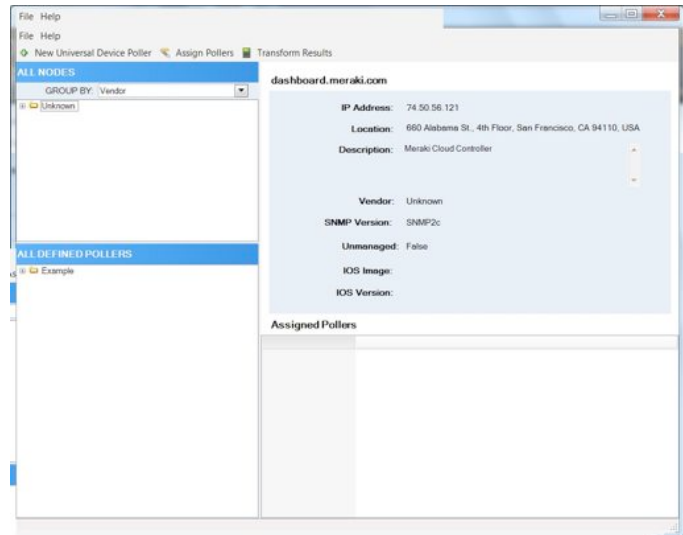 File Help
File Help
New Universal Device Poller Assign Pollers Transform Results
ALL NODES
GROUP BY: Vendor
Unknown
dashboard.meraki.com
IP Address: 74.50.56.121
Location: 660 Alabama St., 4th Floor, San Francisco, CA 94110, USA
Description: Meraki Cloud Controller
Vendor: Unknown
SNMP Version: SNMP2c
Unmanaged: False
IOS Image:
IOS Version:
ALL DEFINED POLLERS
Example
Assigned Pollers